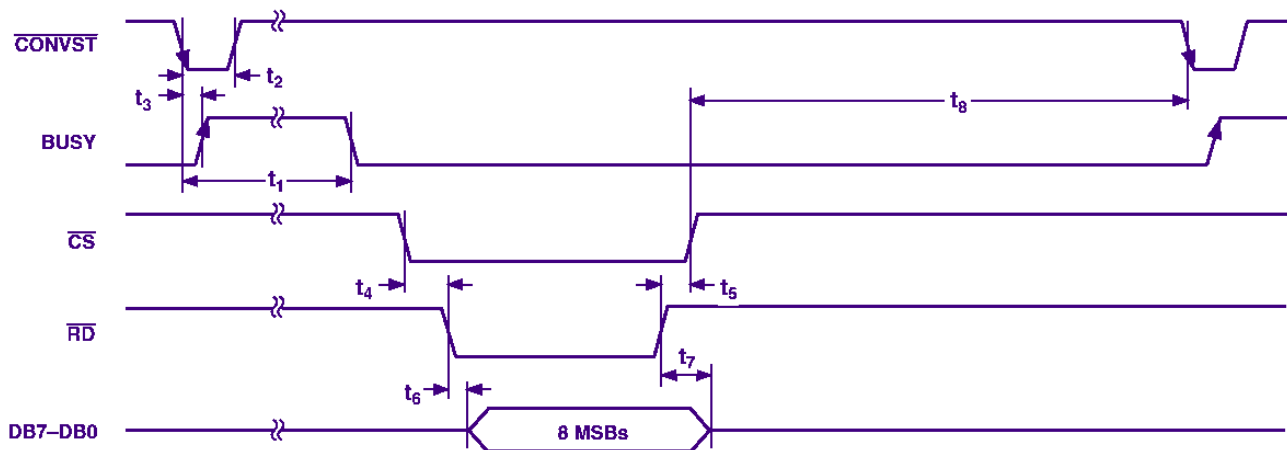 CONVST
t2
t3
t8
BUSY
t1
CS
t4
t5
RD
t7
t6
DB7–DB0
8 MSBs